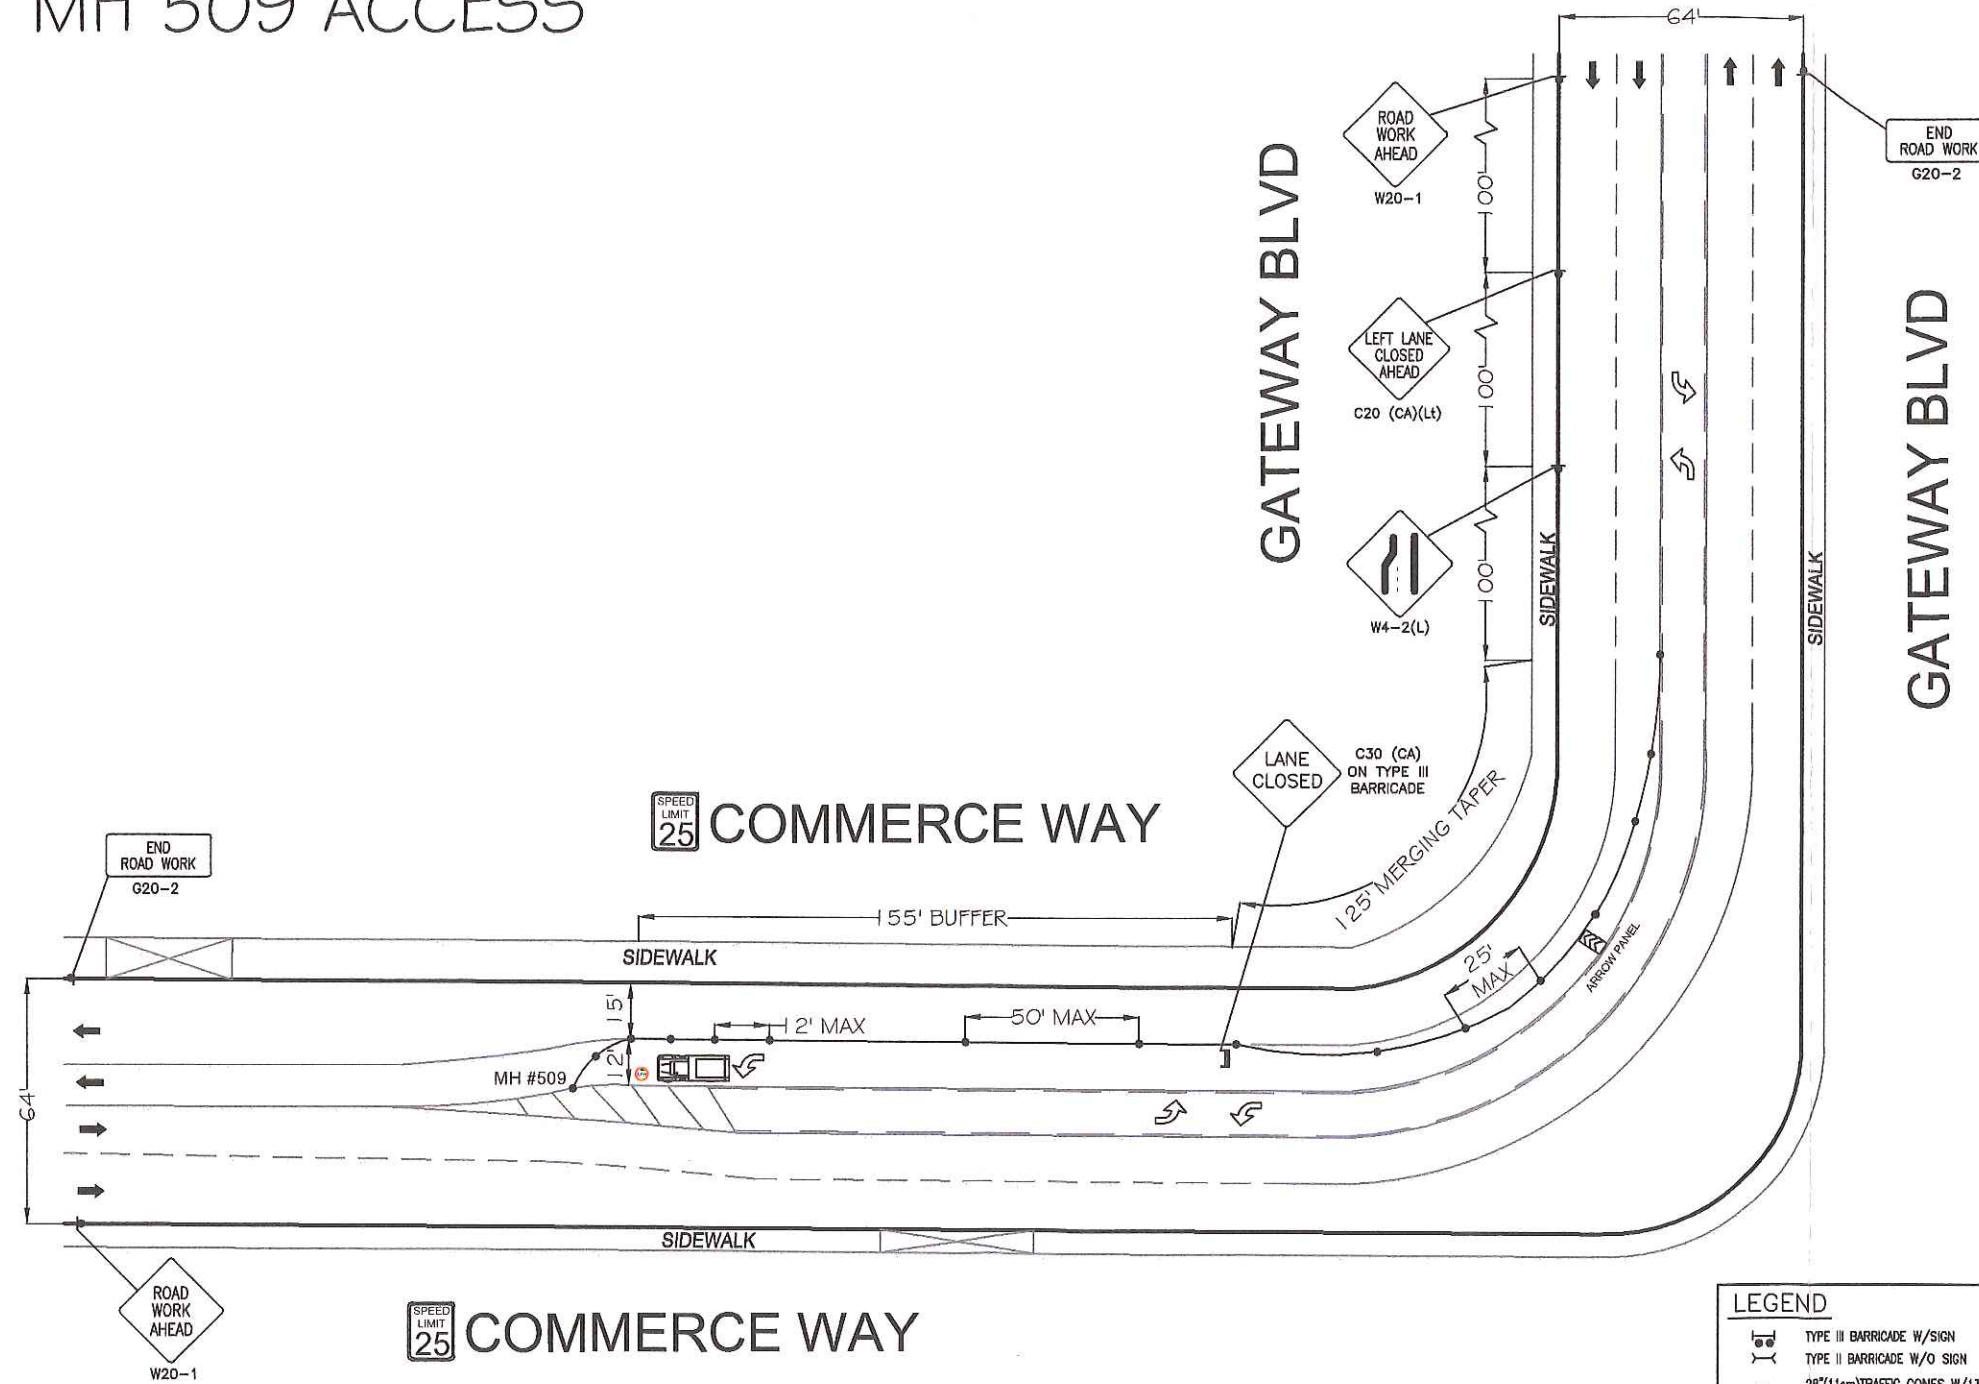 MH 509 ACCESS
64'
ROAD
WORK
AHEAD
W20-1
100'
END
ROAD WORK
G20-2
GATEWAY BLVD
LEFT LANE
CLOSED
AHEAD
C20 (CA)(Lt)
100'
GATEWAY BLVD
W4-2(L)
100'
SIDEWALK
SIDEWALK
LANE
CLOSED
C30 (CA)
ON TYPE III
BARRICADE
125' MERGING TAPER
SPEED
LIMIT
25
COMMERCE WAY
END
ROAD WORK
G20-2
155' BUFFER
SIDEWALK
25'
MAX
ARROW PANEL
15'
12' MAX
50' MAX
MH #509
12'
64'
SIDEWALK
ROAD
WORK
AHEAD
W20-1
SPEED
LIMIT
25
COMMERCE WAY
LEGEND
TYPE III BARRICADE W/SIGN
TYPE II BARRICADE W/O SIGN